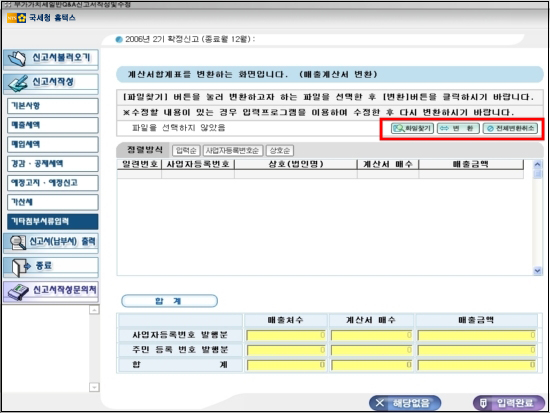 부가가치세일반G&A신고서작성및수정
국세청 홈택스
2006년 2기 확정신고 (종료월 12월) :
신고서불러오기
신고서작성
기본사항
매출세액
매입세액
경감 · 공제세액
예정고지 · 예정신고
가산세
기타첨부서류입력
신고서(납부서) 출력
종료
신고서작성문의처
계산서합계표를 변환하는 화면입니다. (매출계산서 변환)
[파일찾기] 버튼을 눌러 변환하고자 하는 파일을 선택한 후 [변환]버튼을 클릭하시기 바랍니다.
※수정할 내용이 있는 경우 입력프로그램을 이용하여 수정한 후 다시 변환하시기 바랍니다.
파일을 선택하지 않았음 파일찾기 변 환 전체변환취소
정렬방식 입력순 사업자등록번호순 상호순
일련번호 사업자등록번호 상호(법인명) 계산서 매수 매출금액
합 계
매출처수 계산서 매수 매출금액
사업자등록번호 발행분 0 0 0
주민 등록 번호 발행분 0 0 0
합 계 0 0 0
해당없음 입력완료